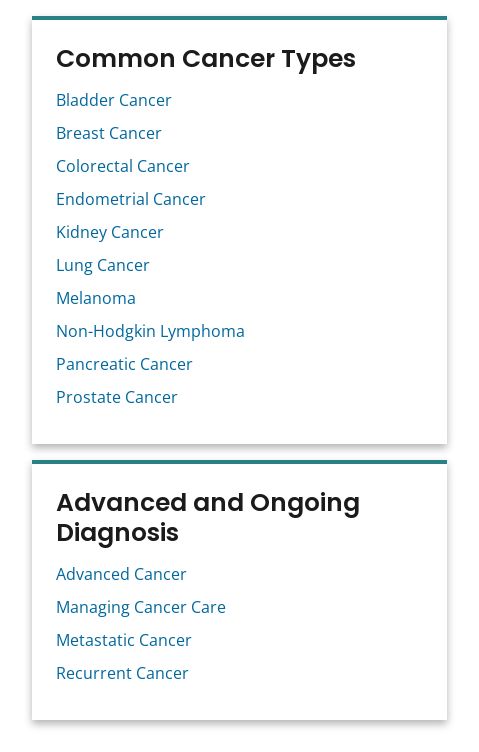 Common Cancer Types
Bladder Cancer
Breast Cancer
Colorectal Cancer
Endometrial Cancer
Kidney Cancer
Lung Cancer
Melanoma
Non-Hodgkin Lymphoma
Pancreatic Cancer
Prostate Cancer
Advanced and Ongoing
Diagnosis
Advanced Cancer
Managing Cancer Care
Metastatic Cancer
Recurrent Cancer